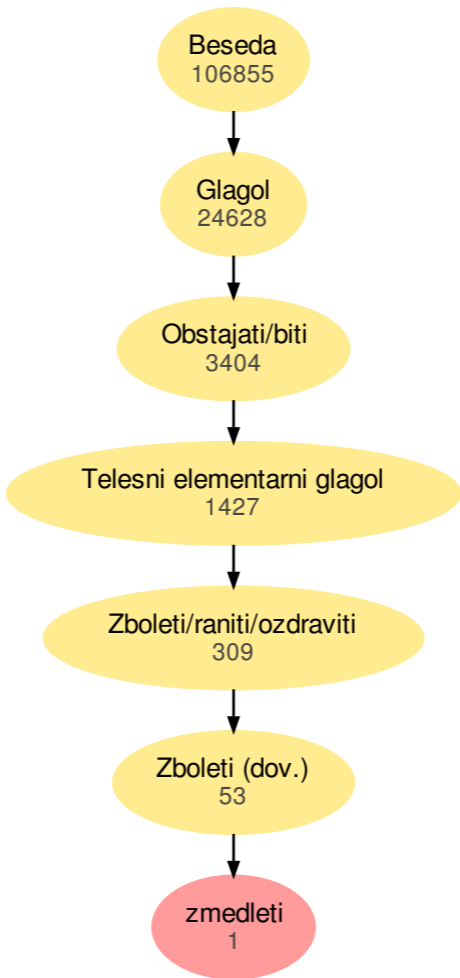 Beseda
106855
Glagol
24628
Obstajati/biti
3404
Telesni elementarni glagol
1427
Zboleti/raniti/ozdraviti
309
Zboleti (dov.)
53
zmedleti
1